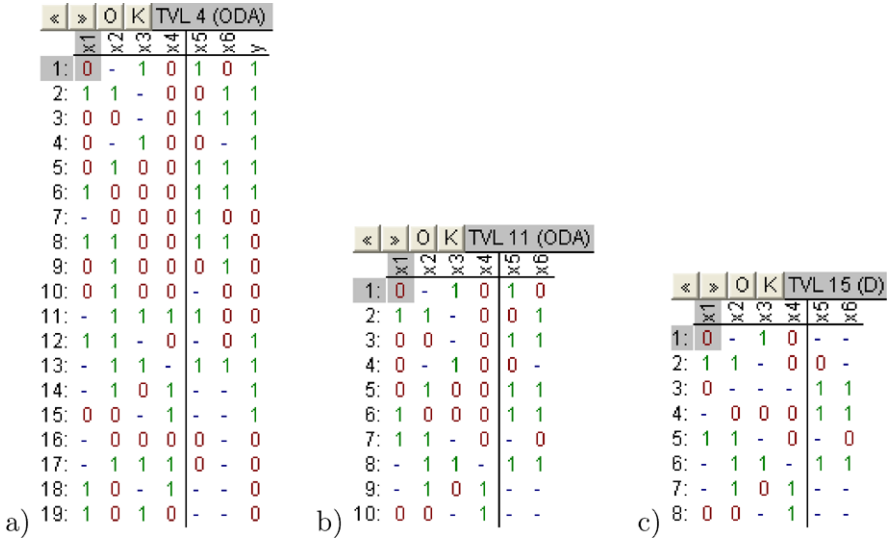 « » O K TVL 4 (ODA)
x1 x2 x3 x4 x5 x6 y
1: 0 - 1 0 1 0 1
2: 1 1 - 0 0 1 1
3: 0 0 - 0 1 1 1
4: 0 - 1 0 0 - 1
5: 0 1 0 0 1 1 1
6: 1 0 0 0 1 1 1
7: - 0 0 0 1 0 0
8: 1 1 0 0 1 1 0
9: 0 1 0 0 0 1 0
10: 0 1 0 0 - 0 0
11: - 1 1 1 1 0 0
12: 1 1 - 0 - 0 1
13: - 1 1 - 1 1 1
14: - 1 0 1 - - 1
15: 0 0 - 1 - - 1
16: - 0 0 0 0 - 0
17: - 1 1 1 0 - 0
18: 1 0 - 1 - - 0
19: 1 0 1 0 - - 0
a)
« » O K TVL 11 (ODA)
x1 x2 x3 x4 x5 x6
1: 0 - 1 0 1 0
2: 1 1 - 0 0 1
3: 0 0 - 0 1 1
4: 0 - 1 0 0 -
5: 0 1 0 0 1 1
6: 1 0 0 0 1 1
7: 1 1 - 0 - 0
8: - 1 1 - 1 1
9: - 1 0 1 - -
10: 0 0 - 1 - -
b)
« » O K TVL 15 (D)
x1 x2 x3 x4 x5 x6
1: 0 - 1 0 - -
2: 1 1 - 0 0 -
3: 0 - - - 1 1
4: - 0 0 0 1 1
5: 1 1 - 0 - 0
6: - 1 1 - 1 1
7: - 1 0 1 - -
8: 0 0 - 1 - -
c)